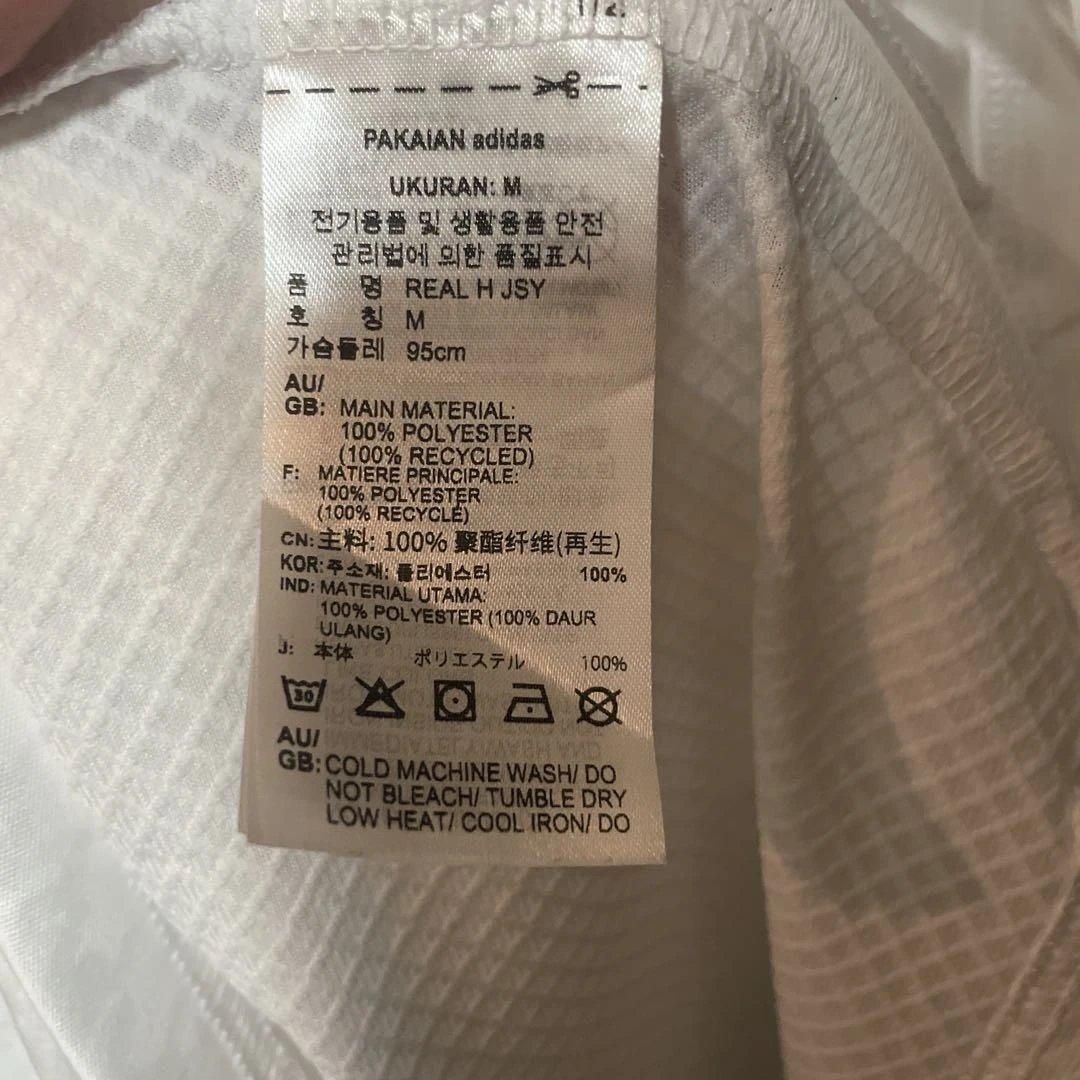 1/2.
PAKAIAN adidas
UKURAN: M
전기용품 및 생활용품 안전
관리법에 의한 품질표시
품 명 REAL H JSY
호 칭 M
가슴둘레 95cm
AU/
GB: MAIN MATERIAL:
100% POLYESTER
(100% RECYCLED)
F: MATIERE PRINCIPALE:
100% POLYESTER
(100% RECYCLÉ)
CN: 主料: 100% 聚酯纤维(再生)
KOR: 주소재: 폴리에스터 100%
IND: MATERIAL UTAMA:
100% POLYESTER (100% DAUR
ULANG)
J: 本体 ポリエステル 100%
30
AU/
GB: COLD MACHINE WASH/ DO
NOT BLEACH/ TUMBLE DRY
LOW HEAT/ COOL IRON/ DO